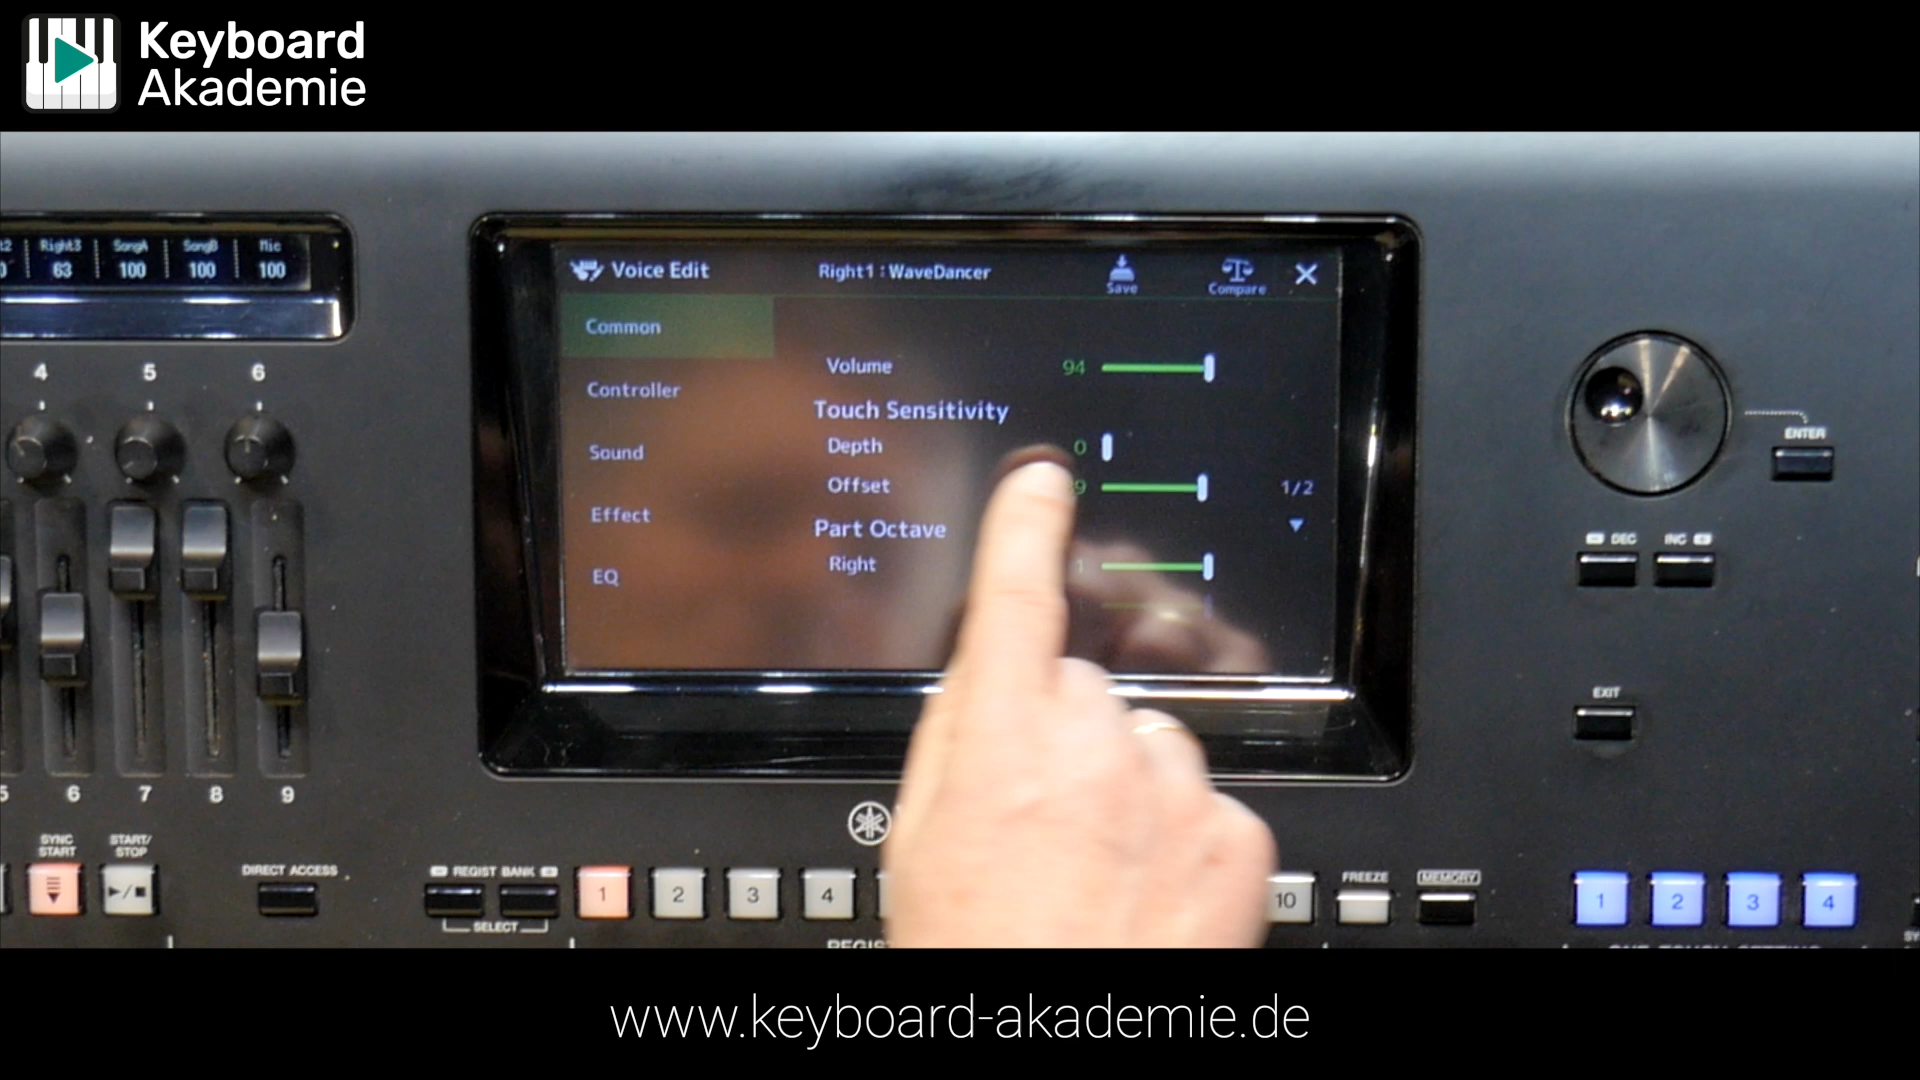 Keyboard
Akademie
Right3 SongA SongB Mic
63 100 100 100
Voice Edit Right1 : WaveDancer Save Compare
Common
Volume 94
Controller
Touch Sensitivity
Depth 0
Sound
Offset 1/2
Effect
Part Octave
Right 1
EQ
4 5 6
6 7 8 9
ENTER
DEC INC
EXIT
SYNC START
START/STOP
DIRECT ACCESS
REGIST BANK
SELECT
1 2 3 4 10
FREEZE MEMORY
1 2 3 4
www.keyboard-akademie.de